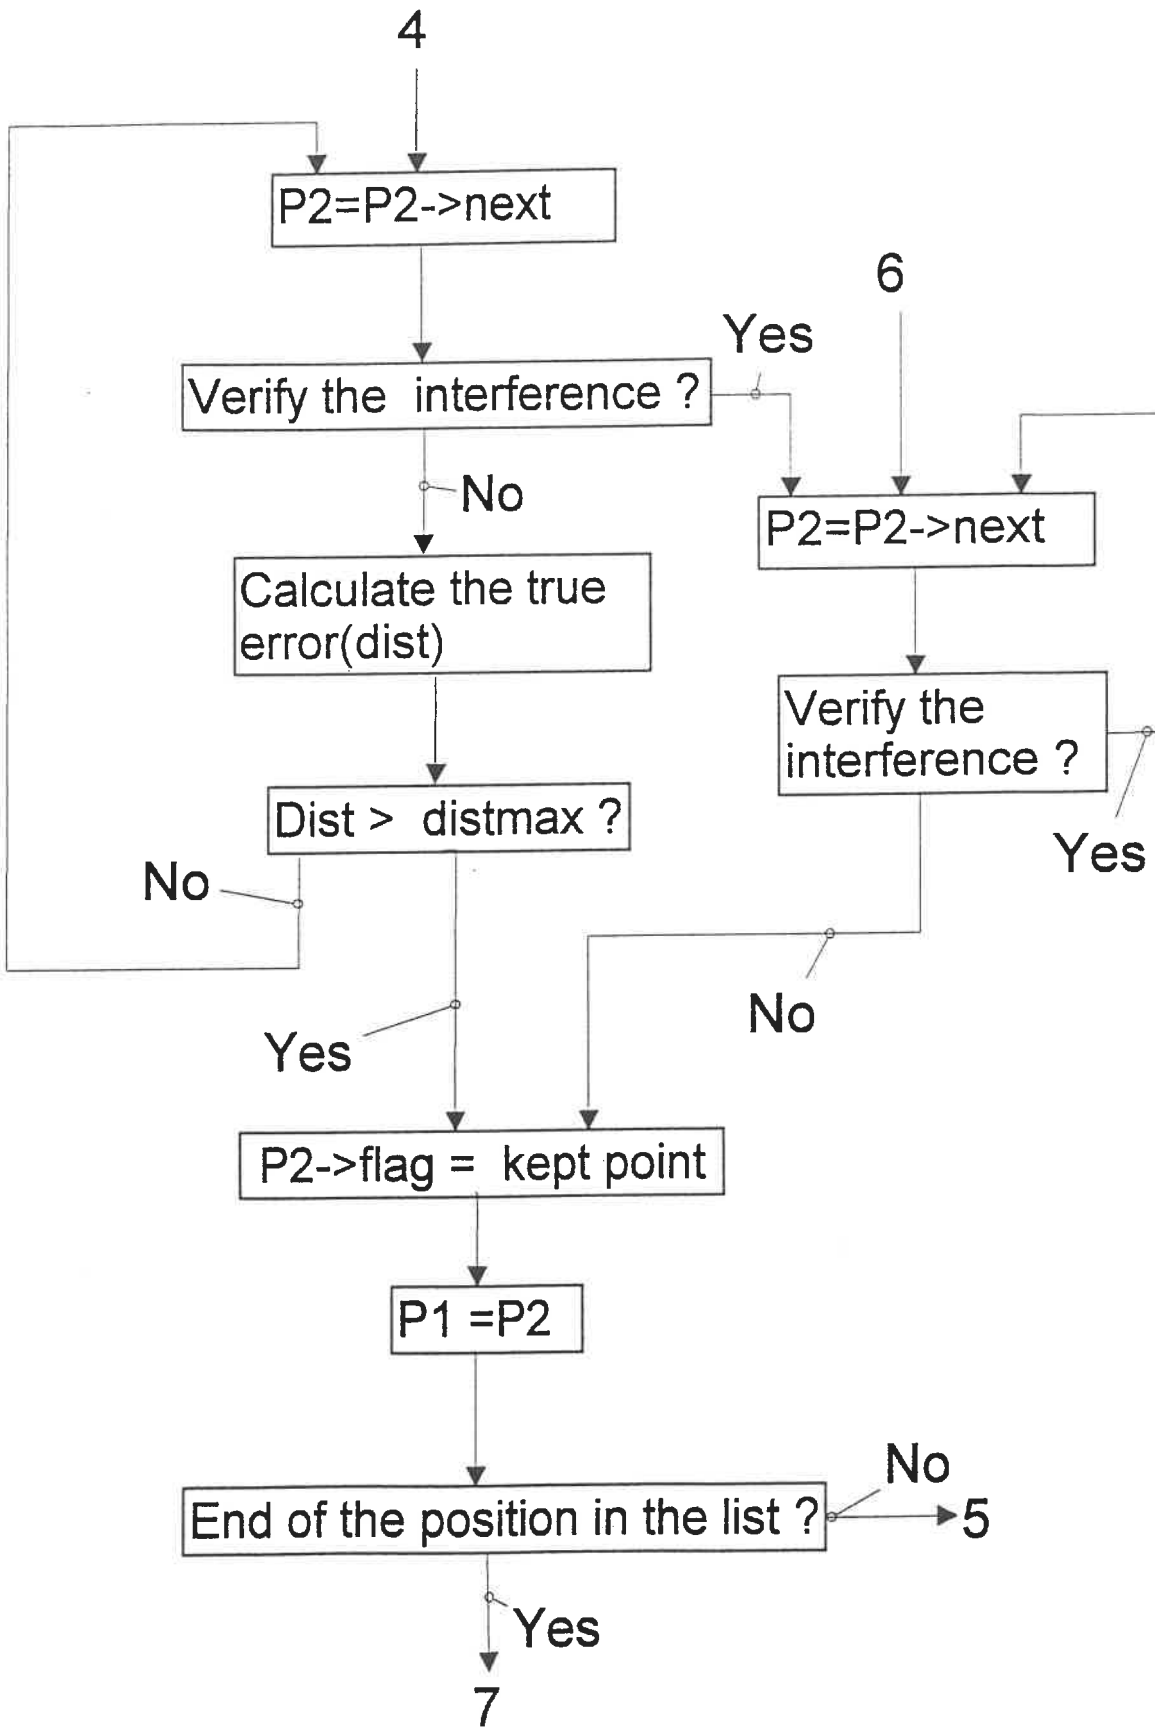 4
P2=P2->next
6
Yes
Verify the interference ?
No
P2=P2->next
Calculate the true
error(dist)
Verify the
interference ?
Dist > distmax ?
Yes
No
No
Yes
P2->flag = kept point
P1 =P2
No
End of the position in the list ?
5
Yes
7